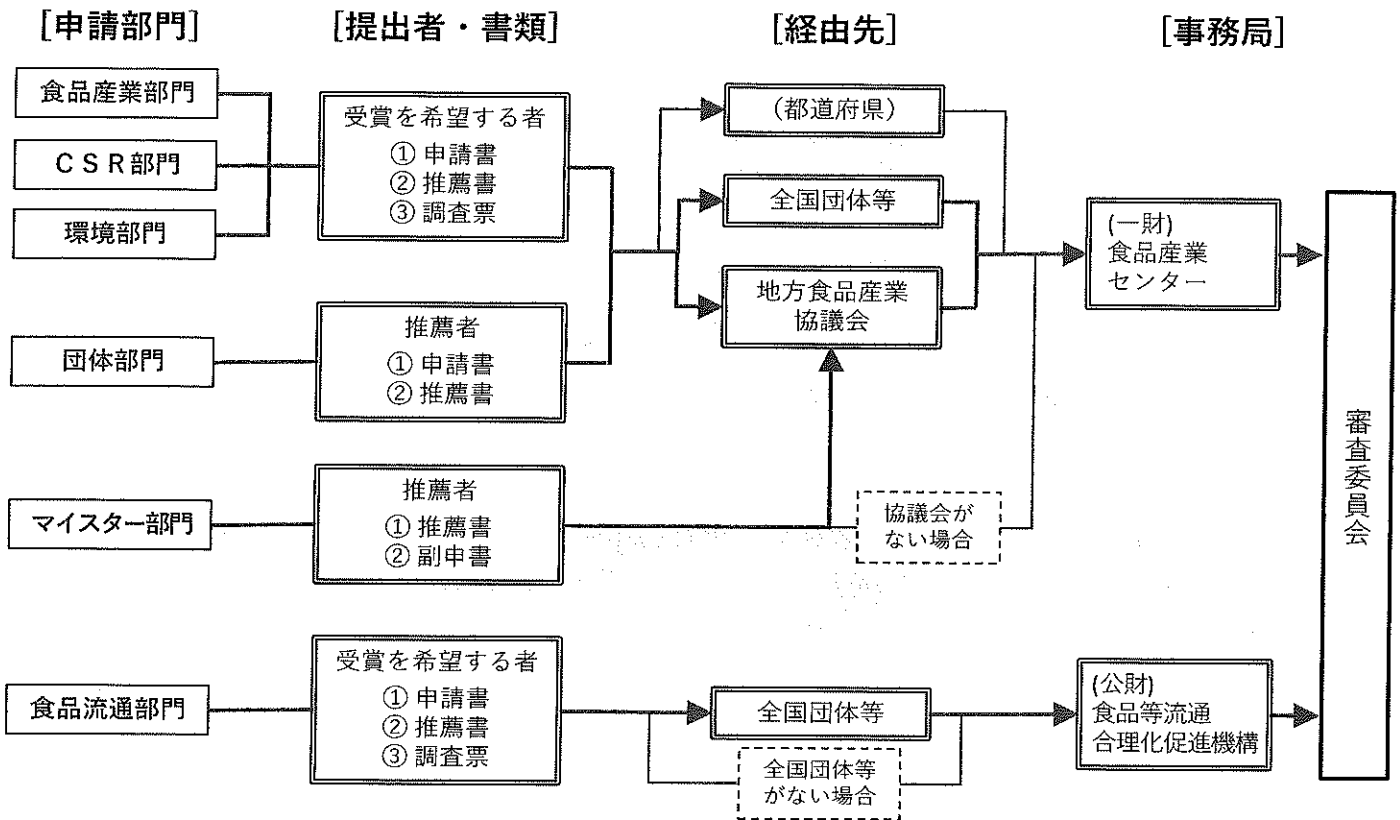 [申請部門]
[提出者・書類]
[経由先]
[事務局]
食品産業部門
CSR部門
環境部門
受賞を希望する者
① 申請書
② 推薦書
③ 調査票
(都道府県)
全国団体等
地方食品産業
協議会
(一財)
食品産業
センター
団体部門
推薦者
① 申請書
② 推薦書
マイスター部門
推薦者
① 推薦書
② 副申書
協議会が
ない場合
食品流通部門
受賞を希望する者
① 申請書
② 推薦書
③ 調査票
全国団体等
全国団体等
がない場合
(公財)
食品等流通
合理化促進機構
審査委員会